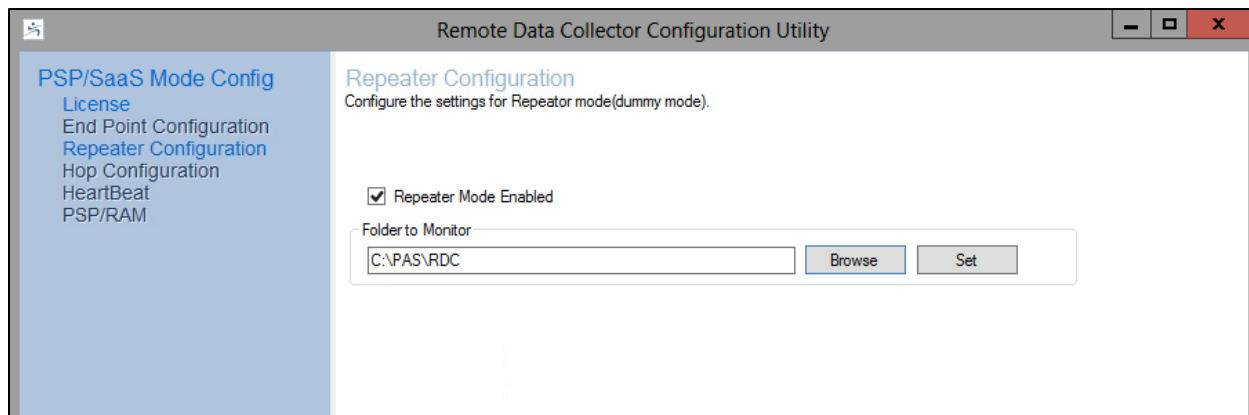 Remote Data Collector Configuration Utility
X
PSP/SaaS Mode Config
License
End Point Configuration
Repeater Configuration
Hop Configuration
HeartBeat
PSP/RAM
Repeater Configuration
Configure the settings for Repeator mode(dummy mode).
Repeater Mode Enabled
Folder to Monitor
C:\PAS\RDC
Browse
Set